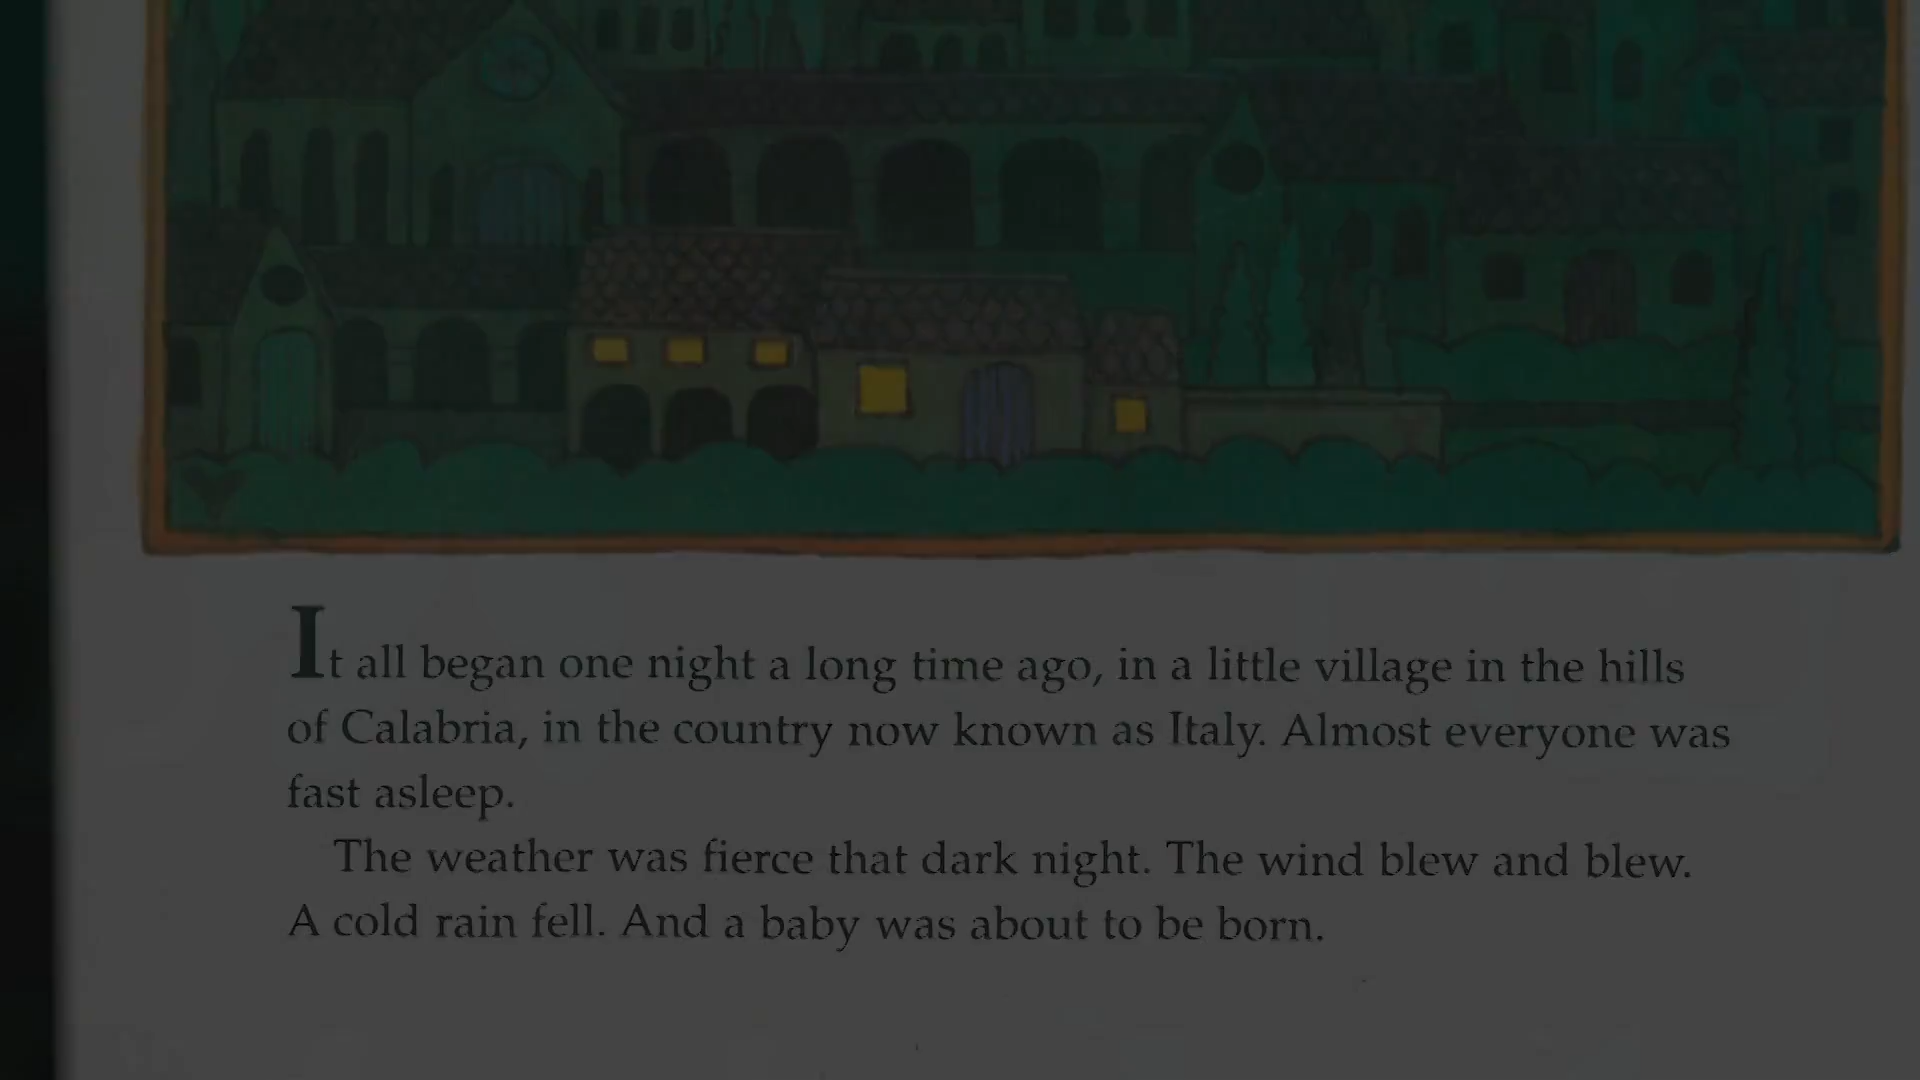 It all began one night a long time ago, in a little village in the hills
of Calabria, in the country now known as Italy. Almost everyone was
fast asleep.
The weather was fierce that dark night. The wind blew and blew.
A cold rain fell. And a baby was about to be born.